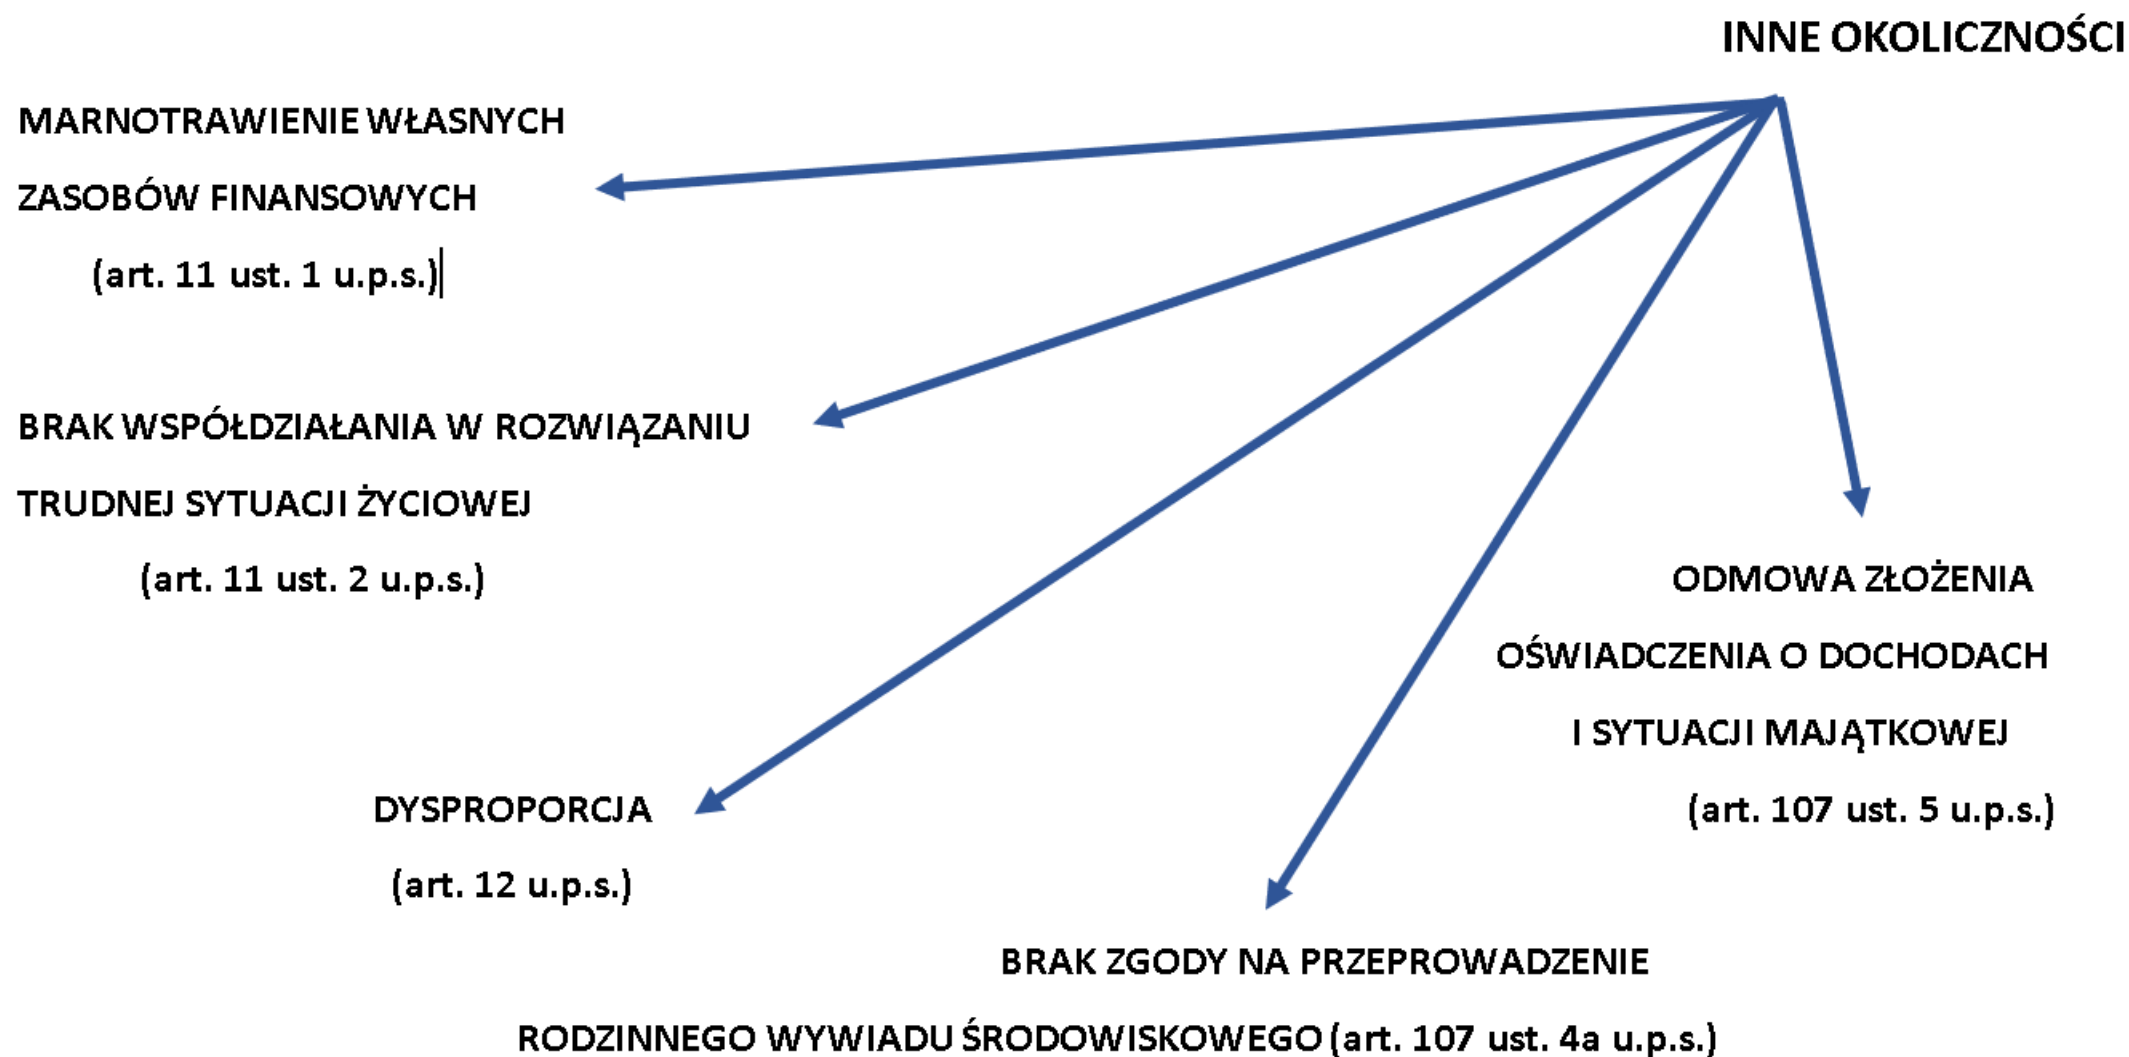 INNE OKOLICZNOŚCI
MARNOTRAWIENIE WŁASNYCH
ZASOBÓW FINANSOWYCH
(art. 11 ust. 1 u.p.s.)
BRAK WSPÓŁDZIAŁANIA W ROZWIĄZANIU
TRUDNEJ SYTUACJI ŻYCIOWEJ
(art. 11 ust. 2 u.p.s.)
ODMOWA ZŁOŻENIA
OŚWIADCZENIA O DOCHODACH
I SYTUACJI MAJĄTKOWEJ
(art. 107 ust. 5 u.p.s.)
DYSPROPORCJA
(art. 12 u.p.s.)
BRAK ZGODY NA PRZEPROWADZENIE
RODZINNEGO WYWIADU ŚRODOWISKOWEGO (art. 107 ust. 4a u.p.s.)